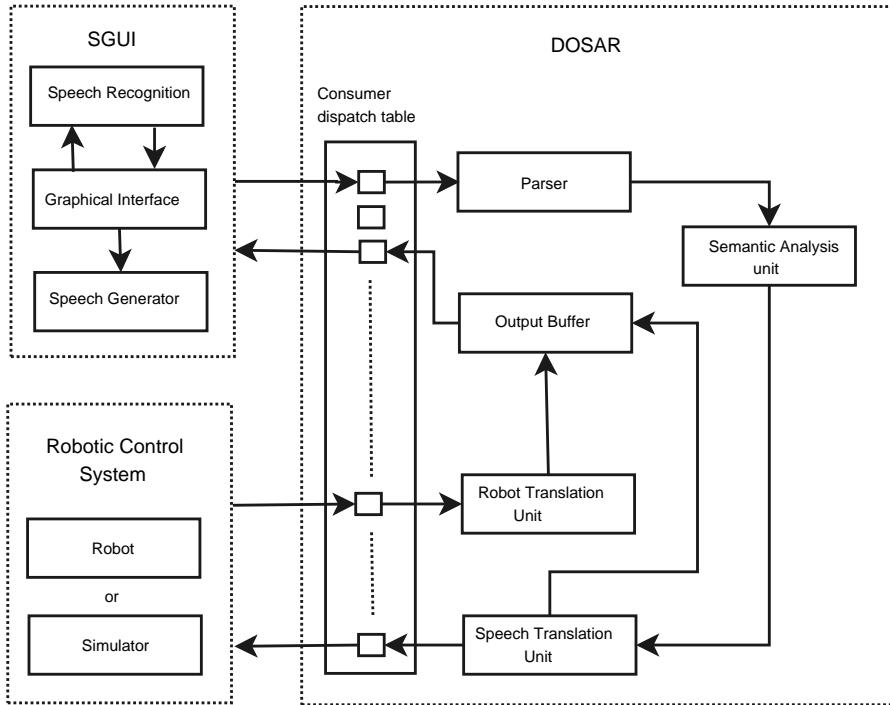 SGUI
Speech Recognition
Graphical Interface
Speech Generator
Robotic Control
System
Robot
or
Simulator
DOSAR
Consumer
dispatch table
Parser
Semantic Analysis
unit
Output Buffer
Robot Translation
Unit
Speech Translation
Unit